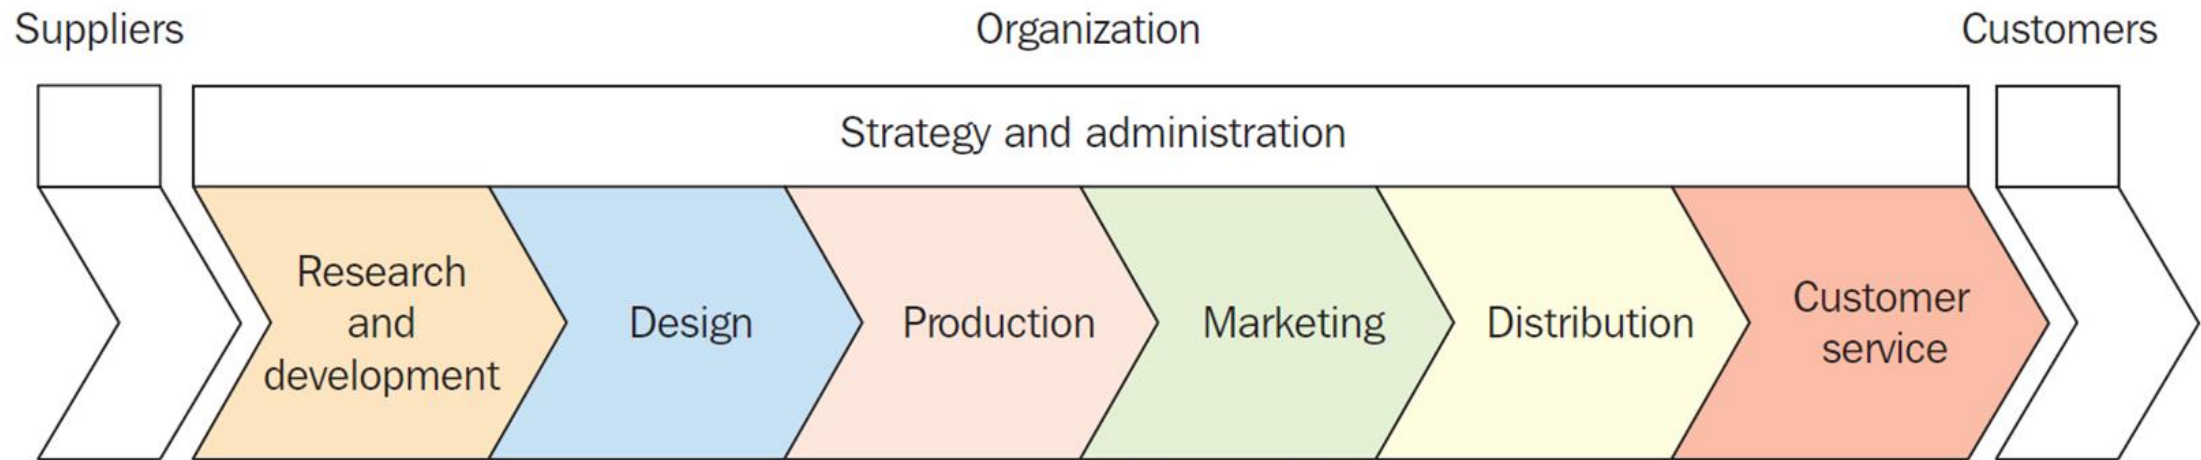 Suppliers
Organization
Customers
Strategy and administration
Research
and
development
Design
Production
Marketing
Distribution
Customer
service